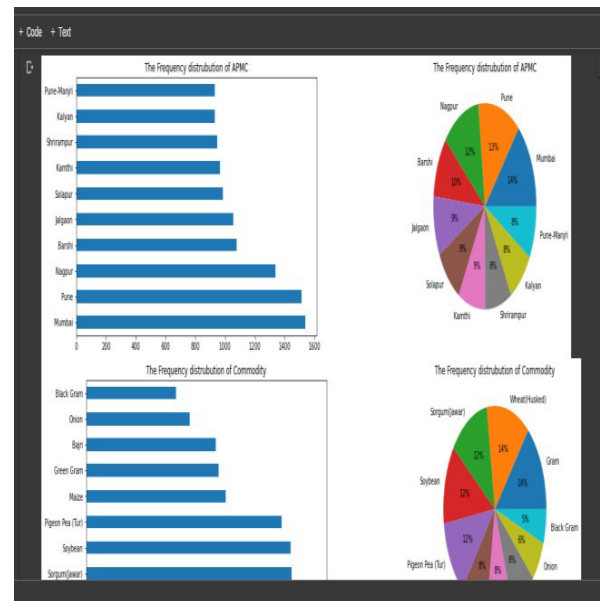 + Code + Text
The Frequency distrubution of APMC
Pune-Manjri
Kalyan
Shrirampur
Kamthi
Solapur
Jalgaon
Barshi
Nagpur
Pune
Mumbai
0 200 400 600 800 1000 1200 1400 1600
The Frequency distrubution of APMC
Pune
Nagpur
Mumbai
Barshi
Jalgaon
Pune-Manjri
Solapur
Kalyan
Kamthi
Shrirampur
13%
12%
14%
10%
9%
8%
9%
8%
9%
8%
The Frequency distrubution of Commodity
Black Gram
Onion
Bajri
Green Gram
Maize
Pigeon Pea (Tur)
Soybean
Sorgum(Jawar)
The Frequency distrubution of Commodity
Wheat(Husked)
Sorgum(Jawar)
Gram
Soybean
Black Gram
Pigeon Pea (Tur)
Onion
14%
12%
14%
12%
5%
12%
6%
8%
8%
8%